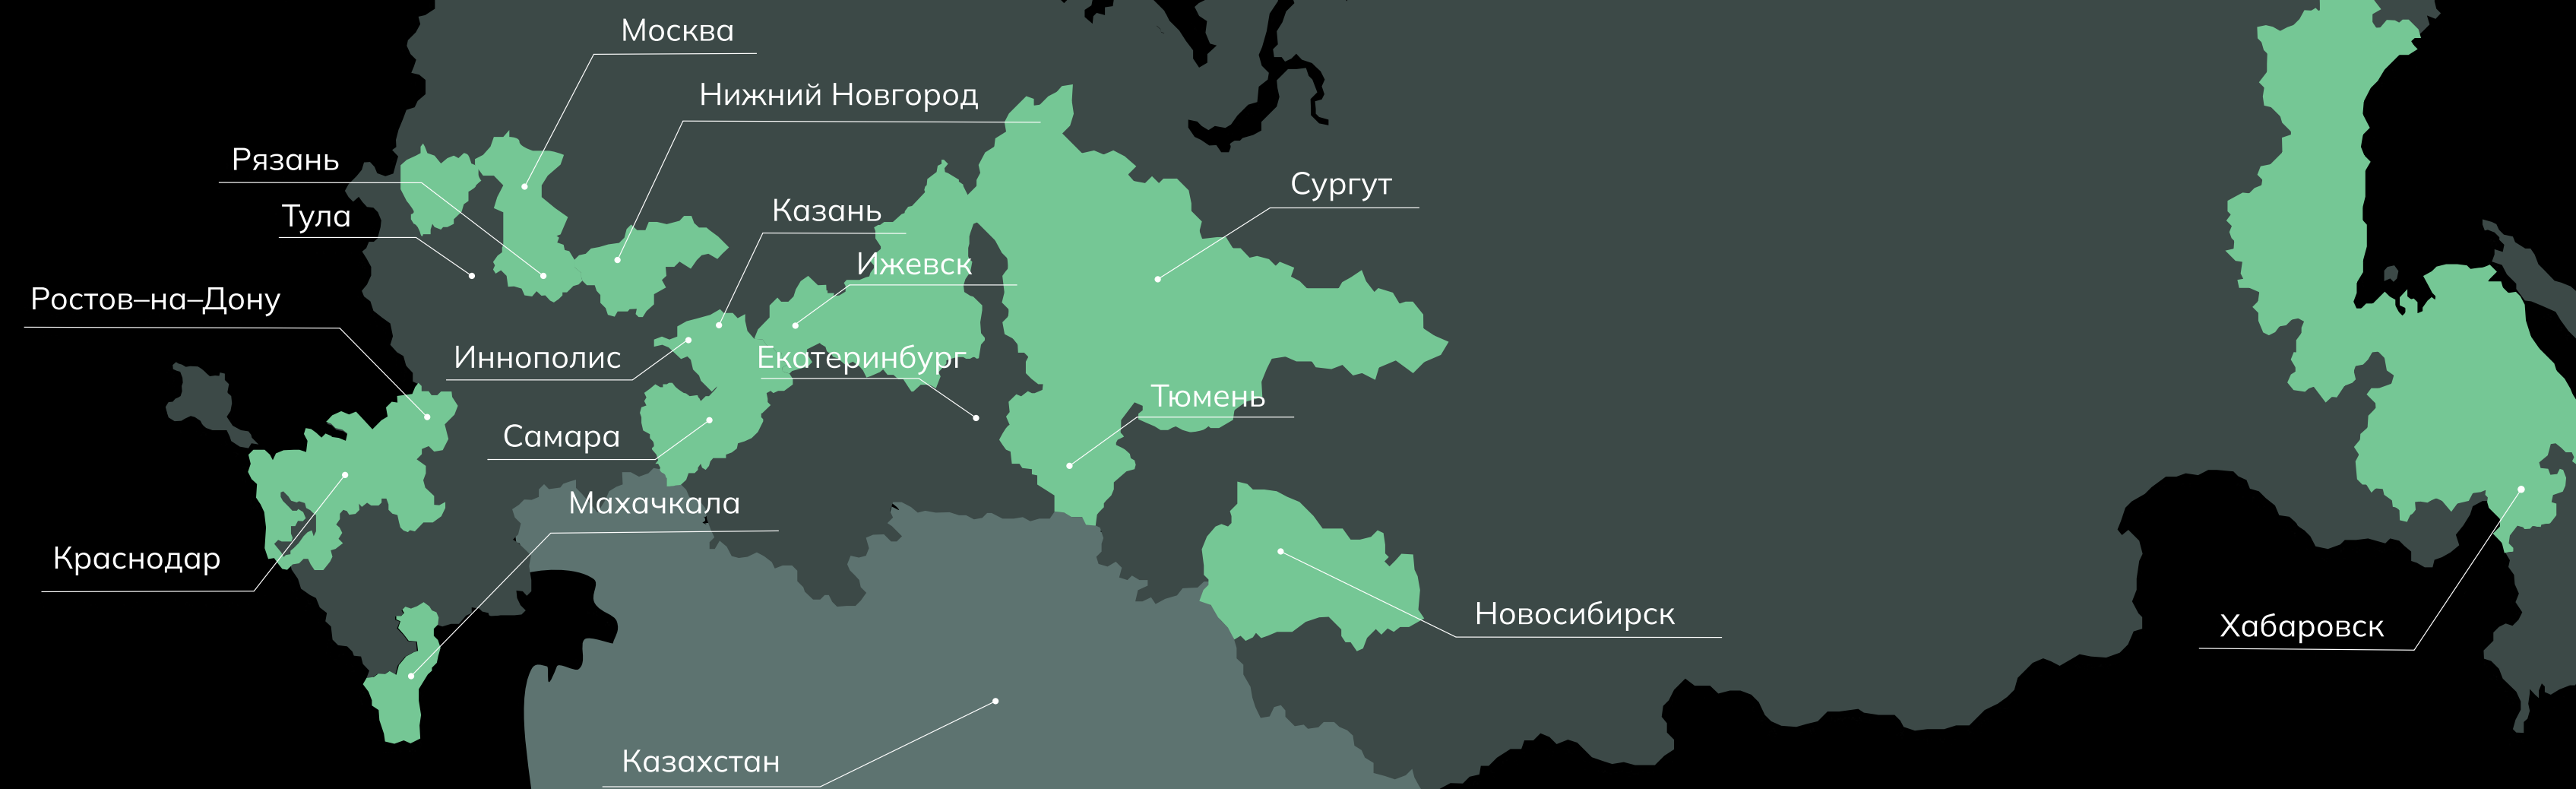 Москва
Нижний Новгород
Рязань
Сургут
Казань
Тула
Ижевск
Ростов–на–Дону
Иннополис
Екатеринбург
Тюмень
Самара
Махачкала
Краснодар
Новосибирск
Хабаровск
Казахстан